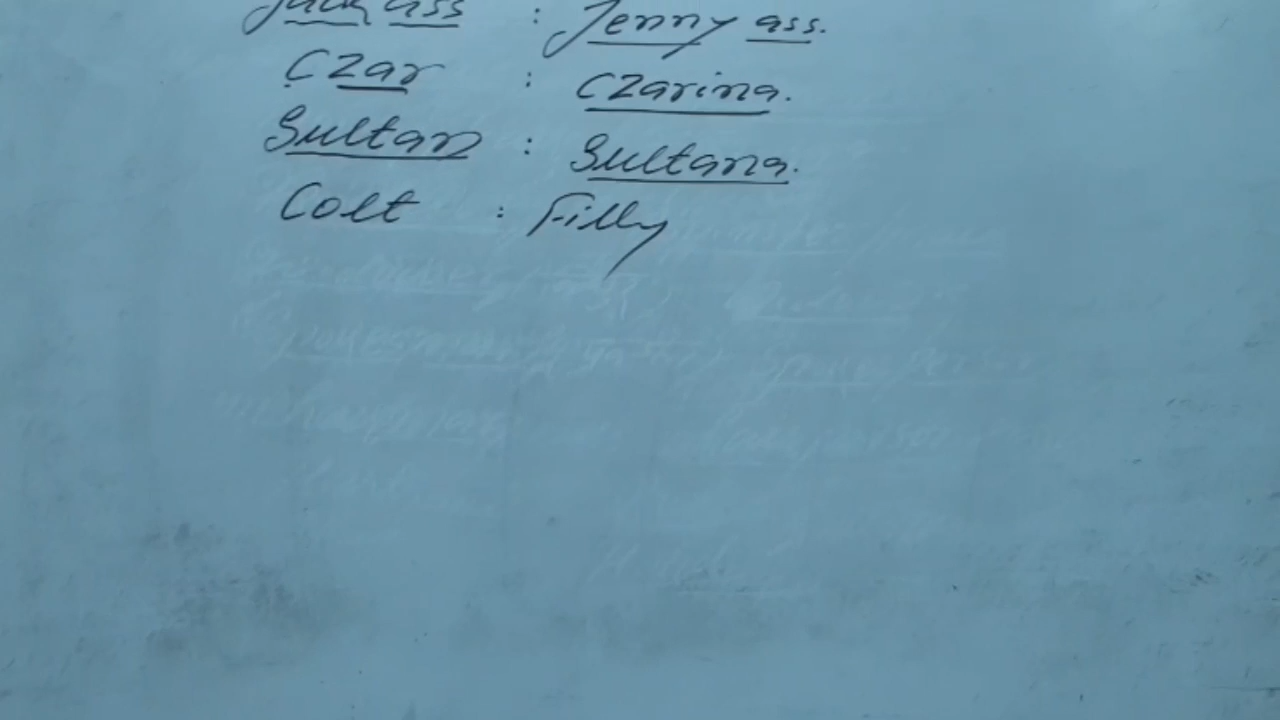 Jack ass : Jenny ass.
Czar : Czarina.
Sultan : Sultana.
Colt : Filly